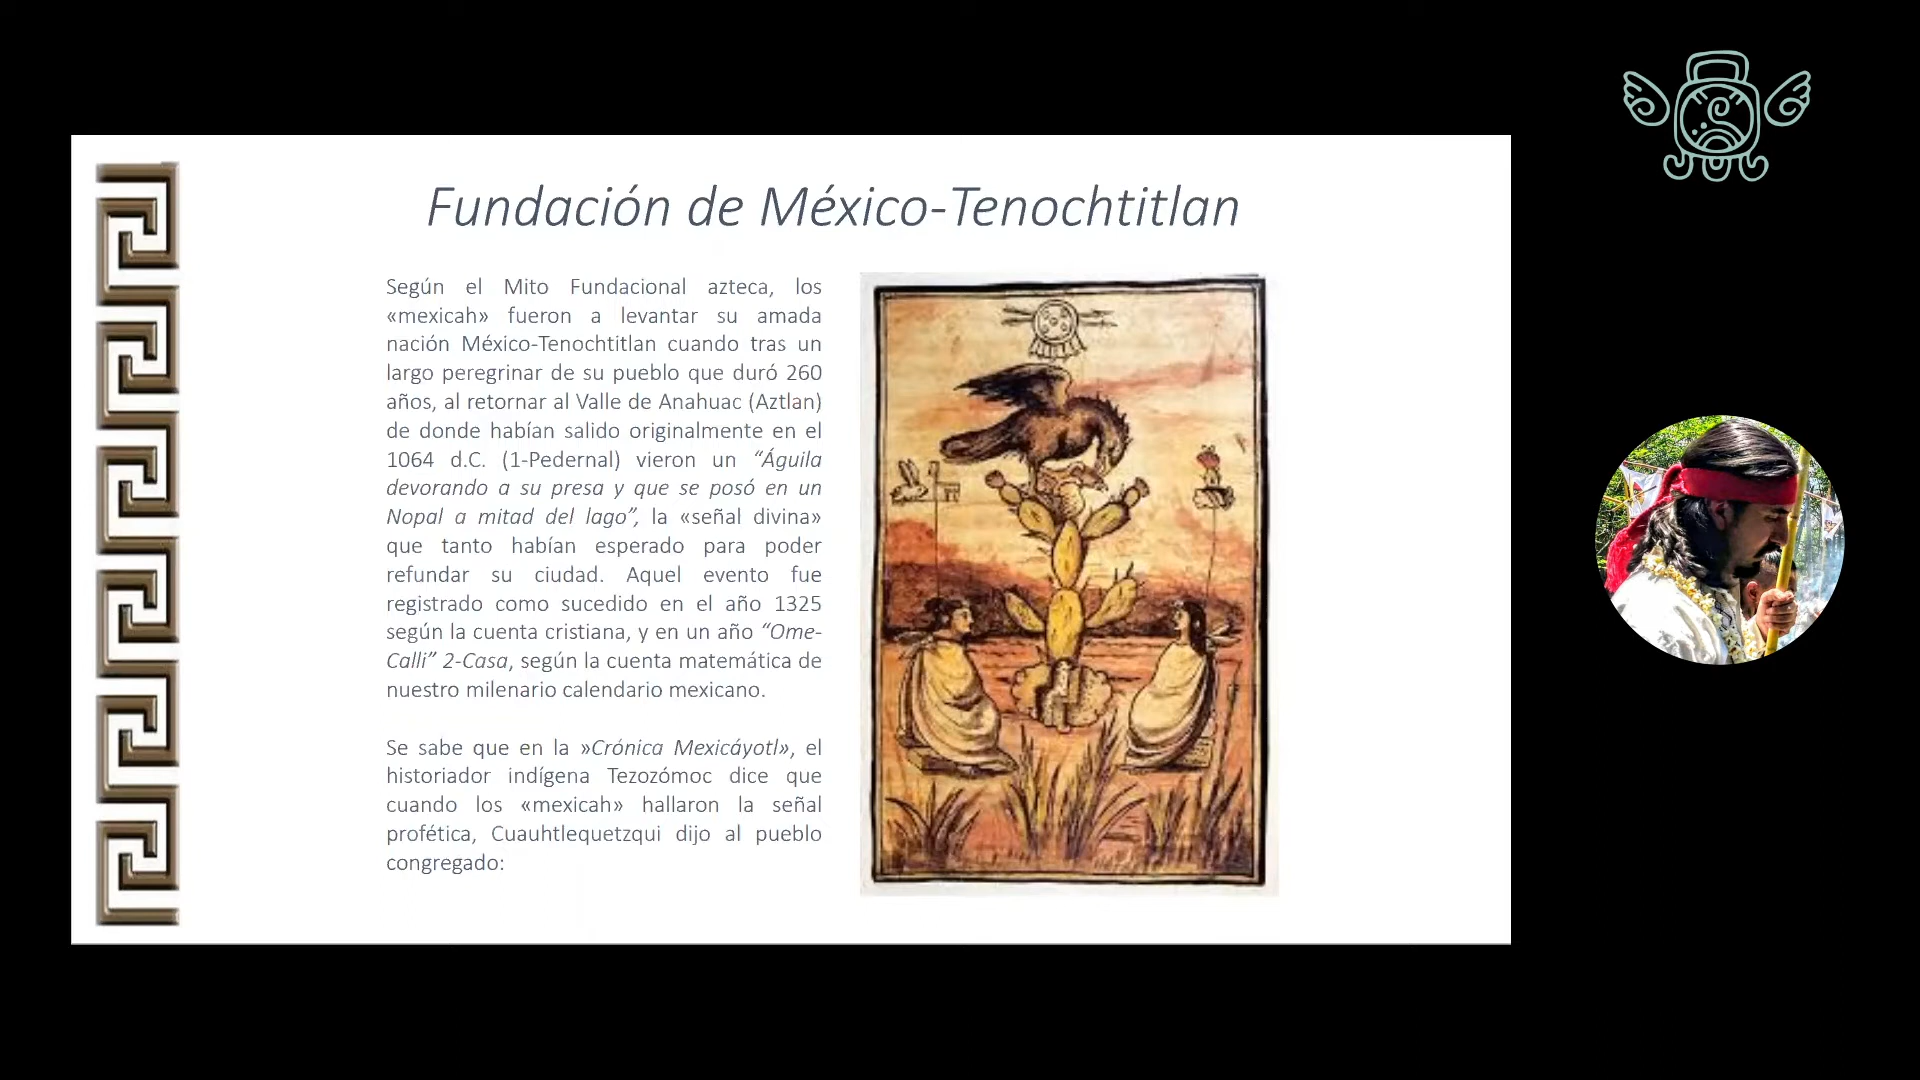 Fundación de México-Tenochtitlan
Según el Mito Fundacional azteca, los
«mexicah» fueron a levantar su amada
nación México-Tenochtitlan cuando tras un
largo peregrinar de su pueblo que duró 260
años, al retornar al Valle de Anahuac (Aztlan)
de donde habían salido originalmente en el
1064 d.C. (1-Pedernal) vieron un “Águila
devorando a su presa y que se posó en un
Nopal a mitad del lago”, la «señal divina»
que tanto habían esperado para poder
refundar su ciudad. Aquel evento fue
registrado como sucedido en el año 1325
según la cuenta cristiana, y en un año “Ome-
Calli” 2-Casa, según la cuenta matemática de
nuestro milenario calendario mexicano.
Se sabe que en la »Crónica Mexicáyotl», el
historiador indígena Tezozómoc dice que
cuando los «mexicah» hallaron la señal
profética, Cuauhtlequetzqui dijo al pueblo
congregado: